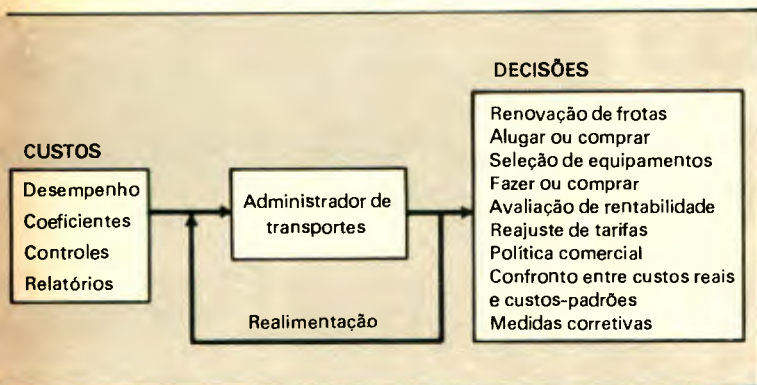 CUSTOS
Desempenho
Coeficientes
Controles
Relatórios
Administrador de
transportes
Realimentação
DECISÕES
Renovação de frotas
Alugar ou comprar
Seleção de equipamentos
Fazer ou comprar
Avaliação de rentabilidade
Reajuste de tarifas
Política comercial
Confronto entre custos reais
e custos-padrões
Medidas corretivas